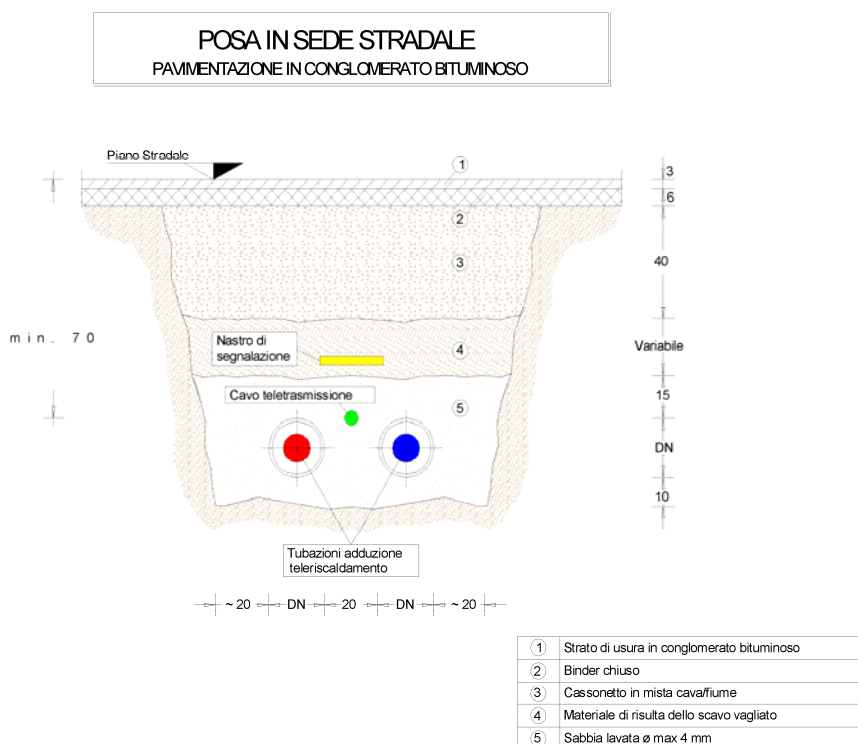 POSA IN SEDE STRADALE
PAVIMENTAZIONE IN CONGLOMERATO BITUMINOSO
Piano Stradale
1
3
6
2
3
40
min. 70
Nastro di
segnalazione
4
Variabile
Cavo teletrasmissione
5
15
DN
10
Tubazioni adduzione
teleriscaldamento
~ 20 DN 20 DN ~ 20
1 Strato di usura in conglomerato bituminoso
2 Binder chiuso
3 Cassonetto in mista cava/fiume
4 Materiale di risulta dello scavo vagliato
5 Sabbia lavata ø max 4 mm